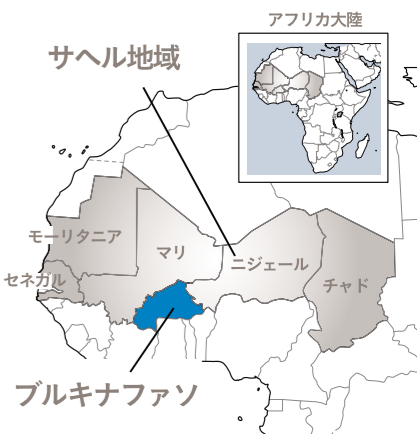 アフリカ大陸
サヘル地域
モーリタニア
マリ
セネガル
ニジェール
チャド
ブルキナファソ